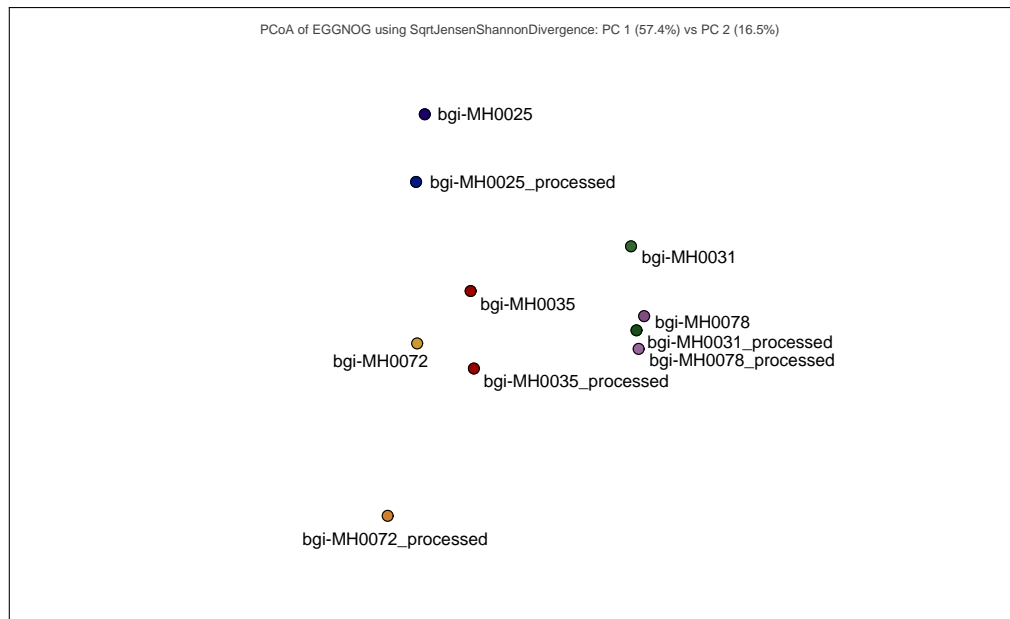 PCoA of EGGNOG using SqrtJensenShannonDivergence: PC 1 (57.4%) vs PC 2 (16.5%)
bgi-MH0025
bgi-MH0025_processed
bgi-MH0031
bgi-MH0035
bgi-MH0078
bgi-MH0031_processed
bgi-MH0072
bgi-MH0078_processed
bgi-MH0035_processed
bgi-MH0072_processed